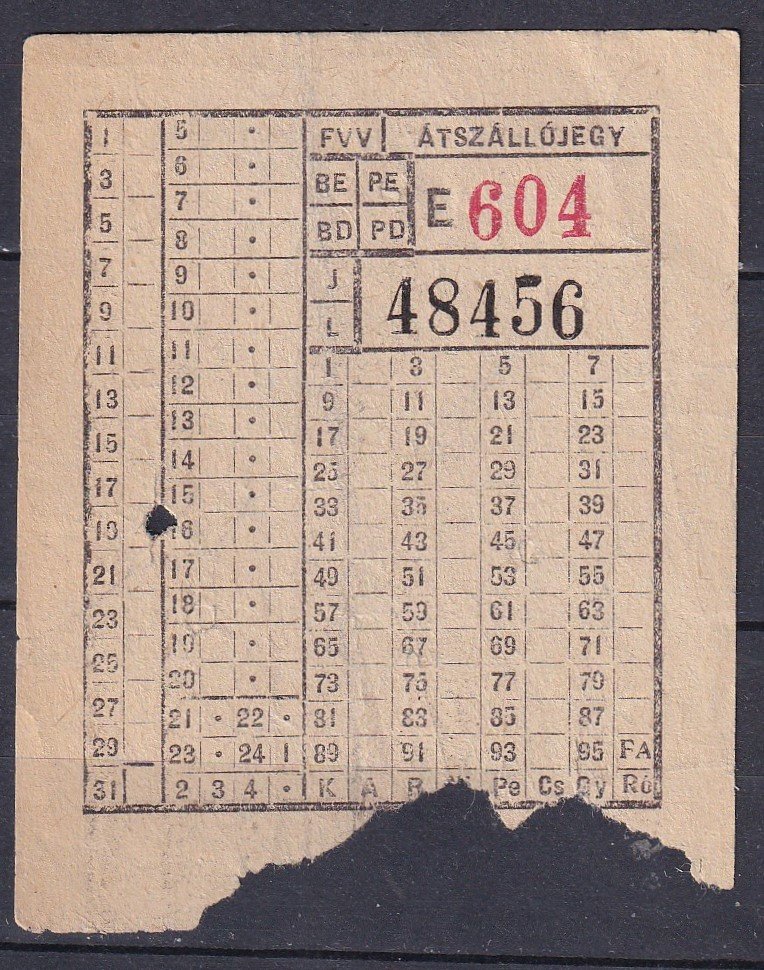 FVV ÁTSZÁLLÓJEGY
BE PE
BD PD
E 604
J
L
48456
1
3
5
7
9
11
13
15
17
19
21
23
25
27
29
31
5 •
6 •
7 •
8 •
9 •
10 •
11 •
12 •
13 •
14 •
15 •
16 •
17 •
18 •
19 •
20 •
21 • 22 •
23 • 24 1
2 3 4 •
1 3 5 7
9 11 13 15
17 19 21 23
25 27 29 31
33 35 37 39
41 43 45 47
49 51 53 55
57 59 61 63
65 67 69 71
73 75 77 79
81 83 85 87
89 91 93 95 FA
K A Pe Cs Gy Ró